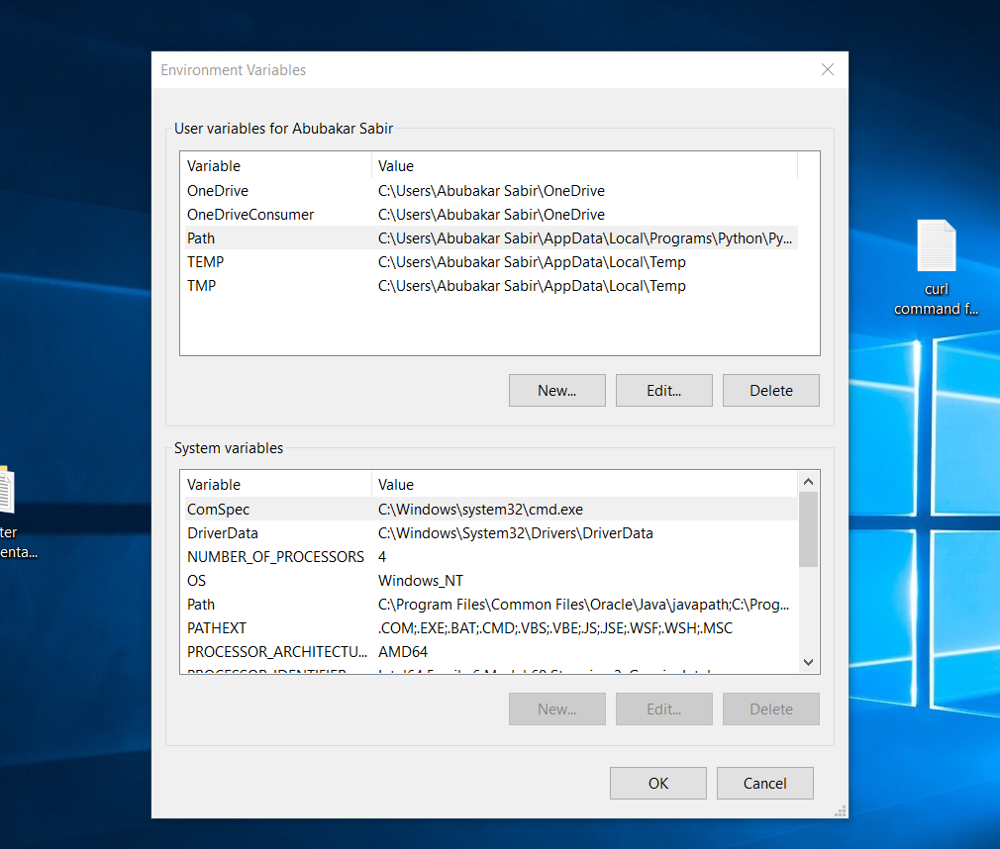 Environment Variables
User variables for Abubakar Sabir
Variable Value
OneDrive C:\Users\Abubakar Sabir\OneDrive
OneDriveConsumer C:\Users\Abubakar Sabir\OneDrive
Path C:\Users\Abubakar Sabir\AppData\Local\Programs\Python\Py...
TEMP C:\Users\Abubakar Sabir\AppData\Local\Temp
TMP C:\Users\Abubakar Sabir\AppData\Local\Temp
New... Edit... Delete
System variables
Variable Value
ComSpec C:\Windows\system32\cmd.exe
DriverData C:\Windows\System32\Drivers\DriverData
NUMBER_OF_PROCESSORS 4
OS Windows_NT
Path C:\Program Files\Common Files\Oracle\Java\javapath;C:\Prog...
PATHEXT .COM;.EXE;.BAT;.CMD;.VBS;.VBE;.JS;.JSE;.WSF;.WSH;.MSC
PROCESSOR_ARCHITECTU... AMD64
PROCESSOR_IDENTIFIER
New... Edit... Delete
OK Cancel
curl
command f...
ter
enta...